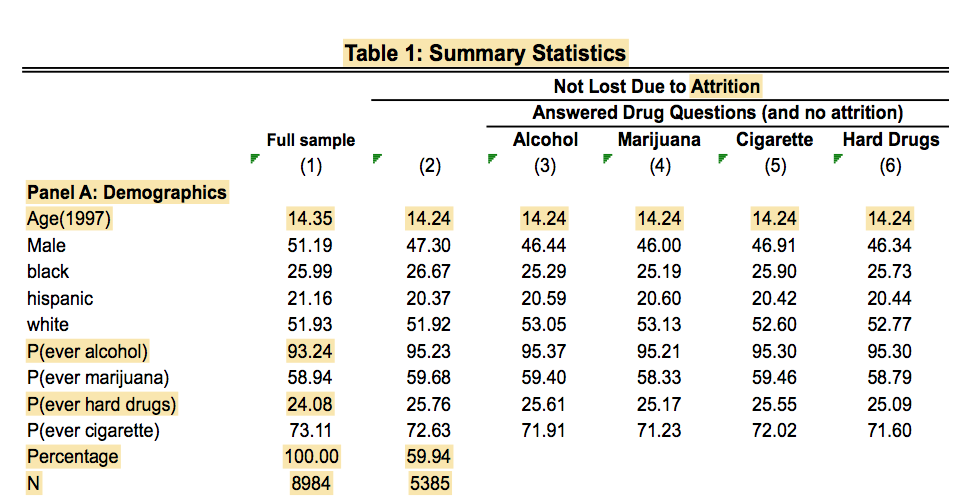 Table 1: Summary Statistics
Not Lost Due to Attrition
Answered Drug Questions (and no attrition)
Full sample Alcohol Marijuana Cigarette Hard Drugs
(1) (2) (3) (4) (5) (6)
Panel A: Demographics
Age(1997) 14.35 14.24 14.24 14.24 14.24 14.24
Male 51.19 47.30 46.44 46.00 46.91 46.34
black 25.99 26.67 25.29 25.19 25.90 25.73
hispanic 21.16 20.37 20.59 20.60 20.42 20.44
white 51.93 51.92 53.05 53.13 52.60 52.77
P(ever alcohol) 93.24 95.23 95.37 95.21 95.30 95.30
P(ever marijuana) 58.94 59.68 59.40 58.33 59.46 58.79
P(ever hard drugs) 24.08 25.76 25.61 25.17 25.55 25.09
P(ever cigarette) 73.11 72.63 71.91 71.23 72.02 71.60
Percentage 100.00 59.94
N 8984 5385